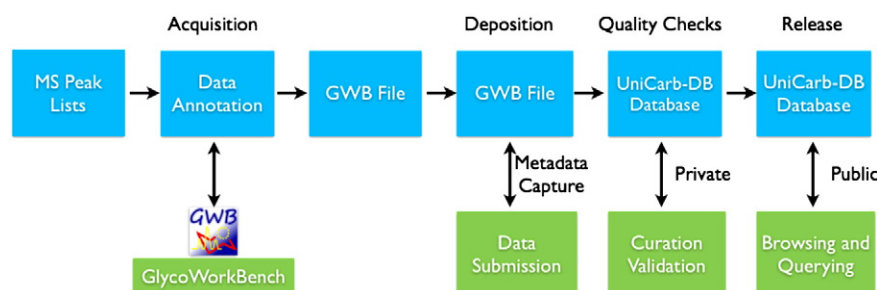 Acquisition
Deposition
Quality Checks
Release
MS Peak
Lists
Data
Annotation
GWB File
GWB File
UniCarb-DB
Database
UniCarb-DB
Database
Metadata
Capture
Private
Public
GWB
GlycoWorkBench
Data
Submission
Curation
Validation
Browsing and
Querying